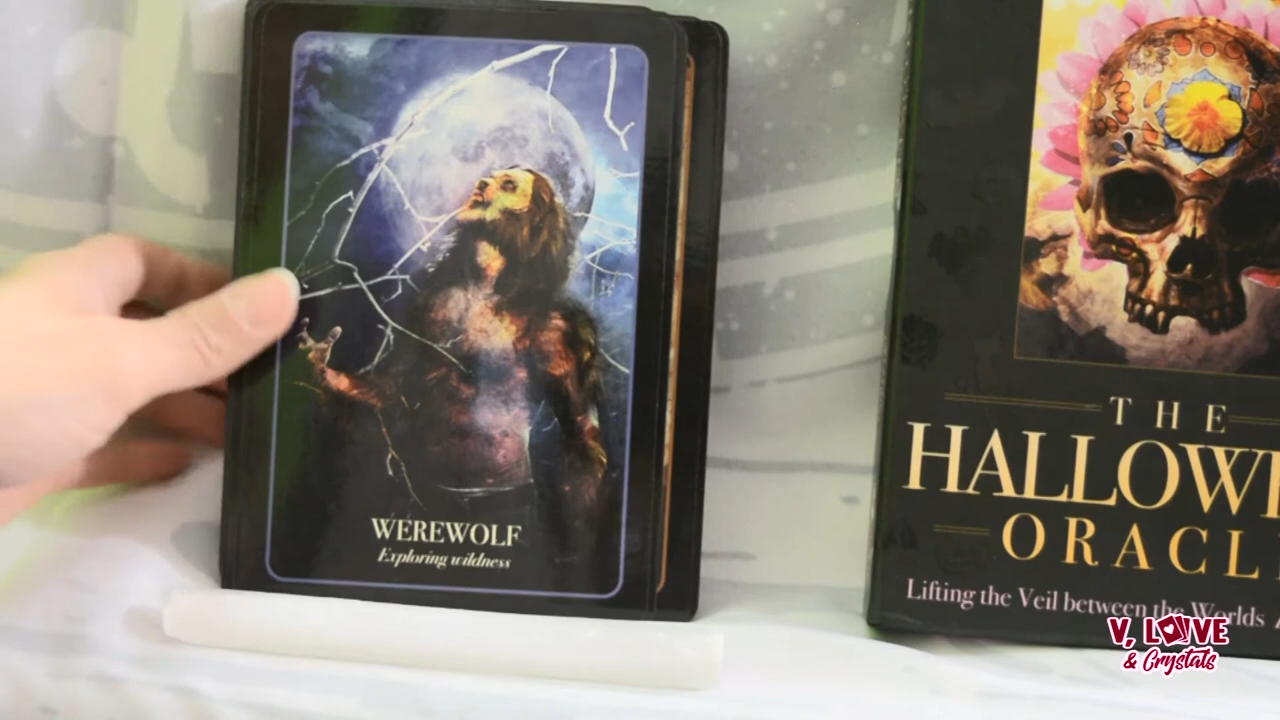 WEREWOLF
Exploring wildness
THE
HALLOWE
ORACL
Lifting the Veil between the Worlds
V, LOVE
& Crystals